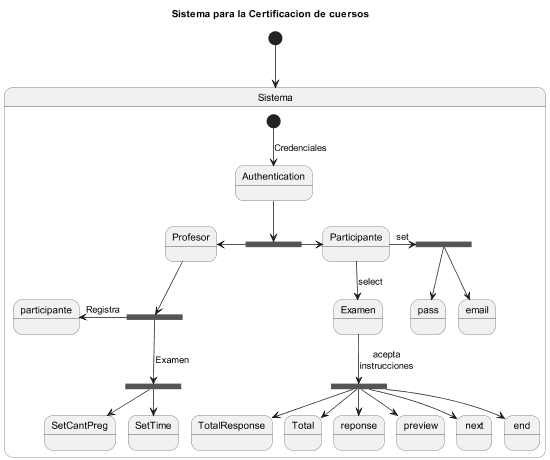 Sistema para la Certificacion de cuersos
Sistema
Credenciales
Authentication
Profesor
Participante
set
select
participante
Registra
Examen
pass
email
Examen
acepta
instrucciones
SetCantPreg
SetTime
TotalResponse
Total
reponse
preview
next
end